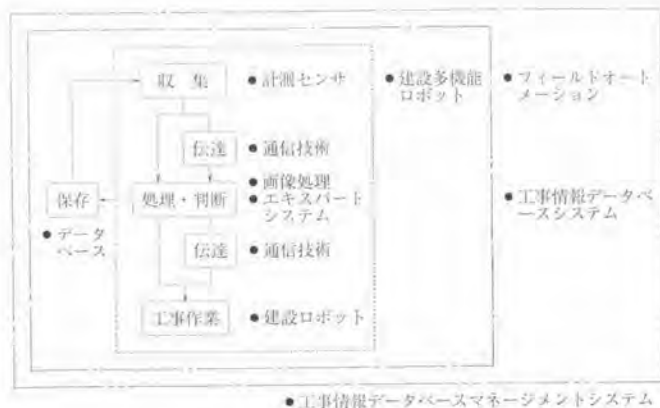 収 集
●計測センサ
●建設多機能
ロボット
●フィールドオート
メーション
伝達
●通信技術
●画像処理
保存
処理・判断
●エキスパート
システム
●工事情報データベ
ースシステム
●データ
ベース
伝達
●通信技術
工事作業
●建設ロボット
●工事情報データベースマネージメントシステム